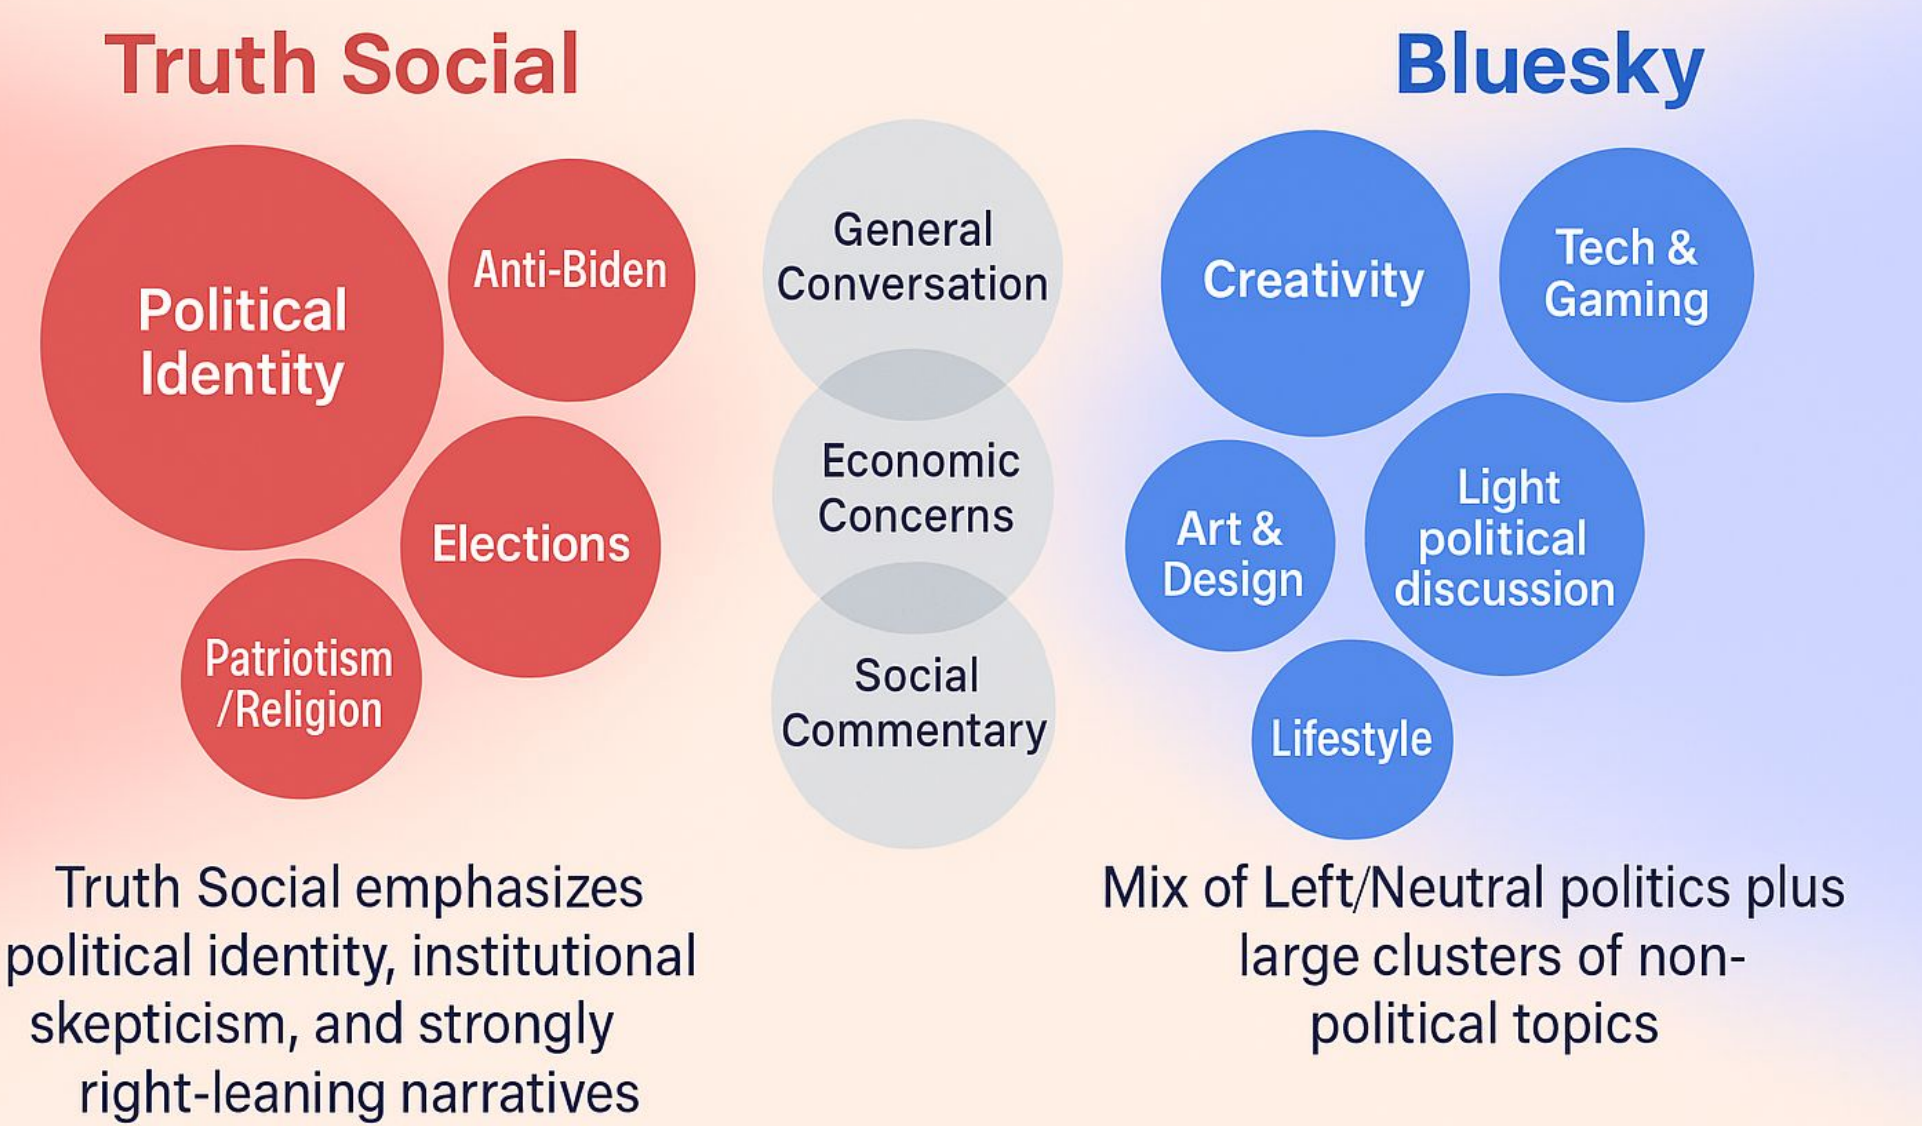 Truth Social
Political
Identity
Anti-Biden
Elections
Patriotism
/Religion
Truth Social emphasizes
political identity, institutional
skepticism, and strongly
right-leaning narratives
General
Conversation
Economic
Concerns
Social
Commentary
Bluesky
Creativity
Tech &
Gaming
Art &
Design
Light
political
discussion
Lifestyle
Mix of Left/Neutral politics plus
large clusters of non-
political topics